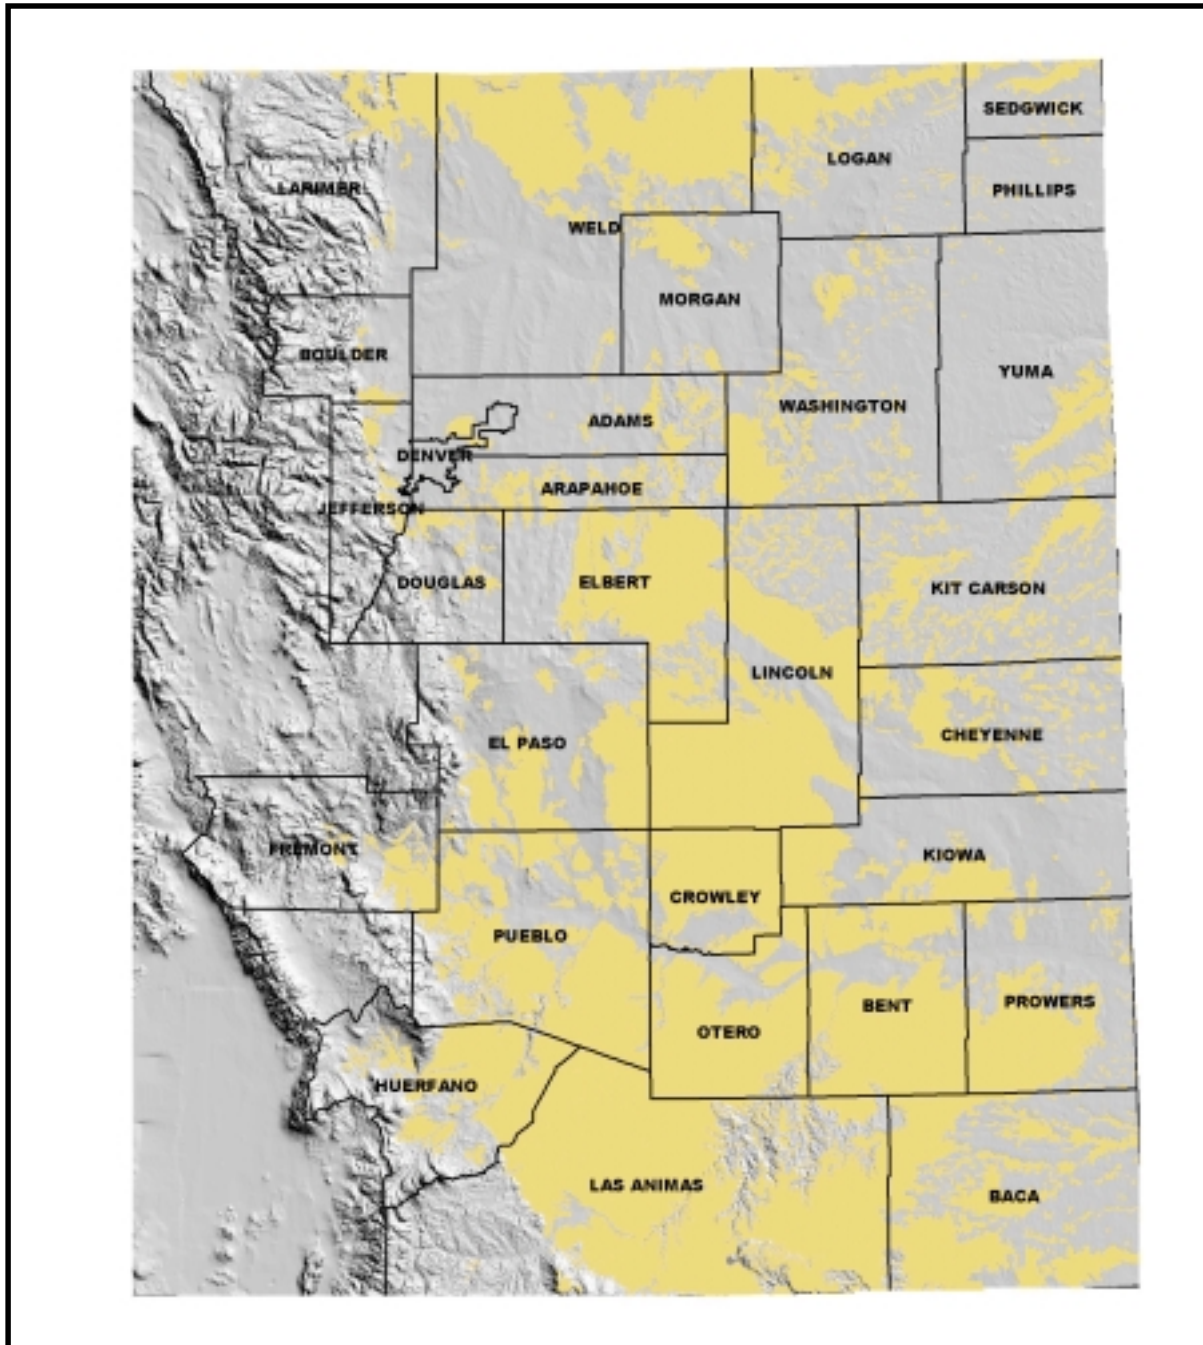 SEDGWICK
LOGAN
LARIMER
PHILLIPS
WELD
MORGAN
BOULDER
YUMA
WASHINGTON
ADAMS
DENVER
ARAPAHOE
JEFFERSON
DOUGLAS
ELBERT
KIT CARSON
LINCOLN
CHEYENNE
EL PASO
FREMONT
KIOWA
CROWLEY
PUEBLO
PROWERS
BENT
OTERO
HUERFANO
LAS ANIMAS
BACA